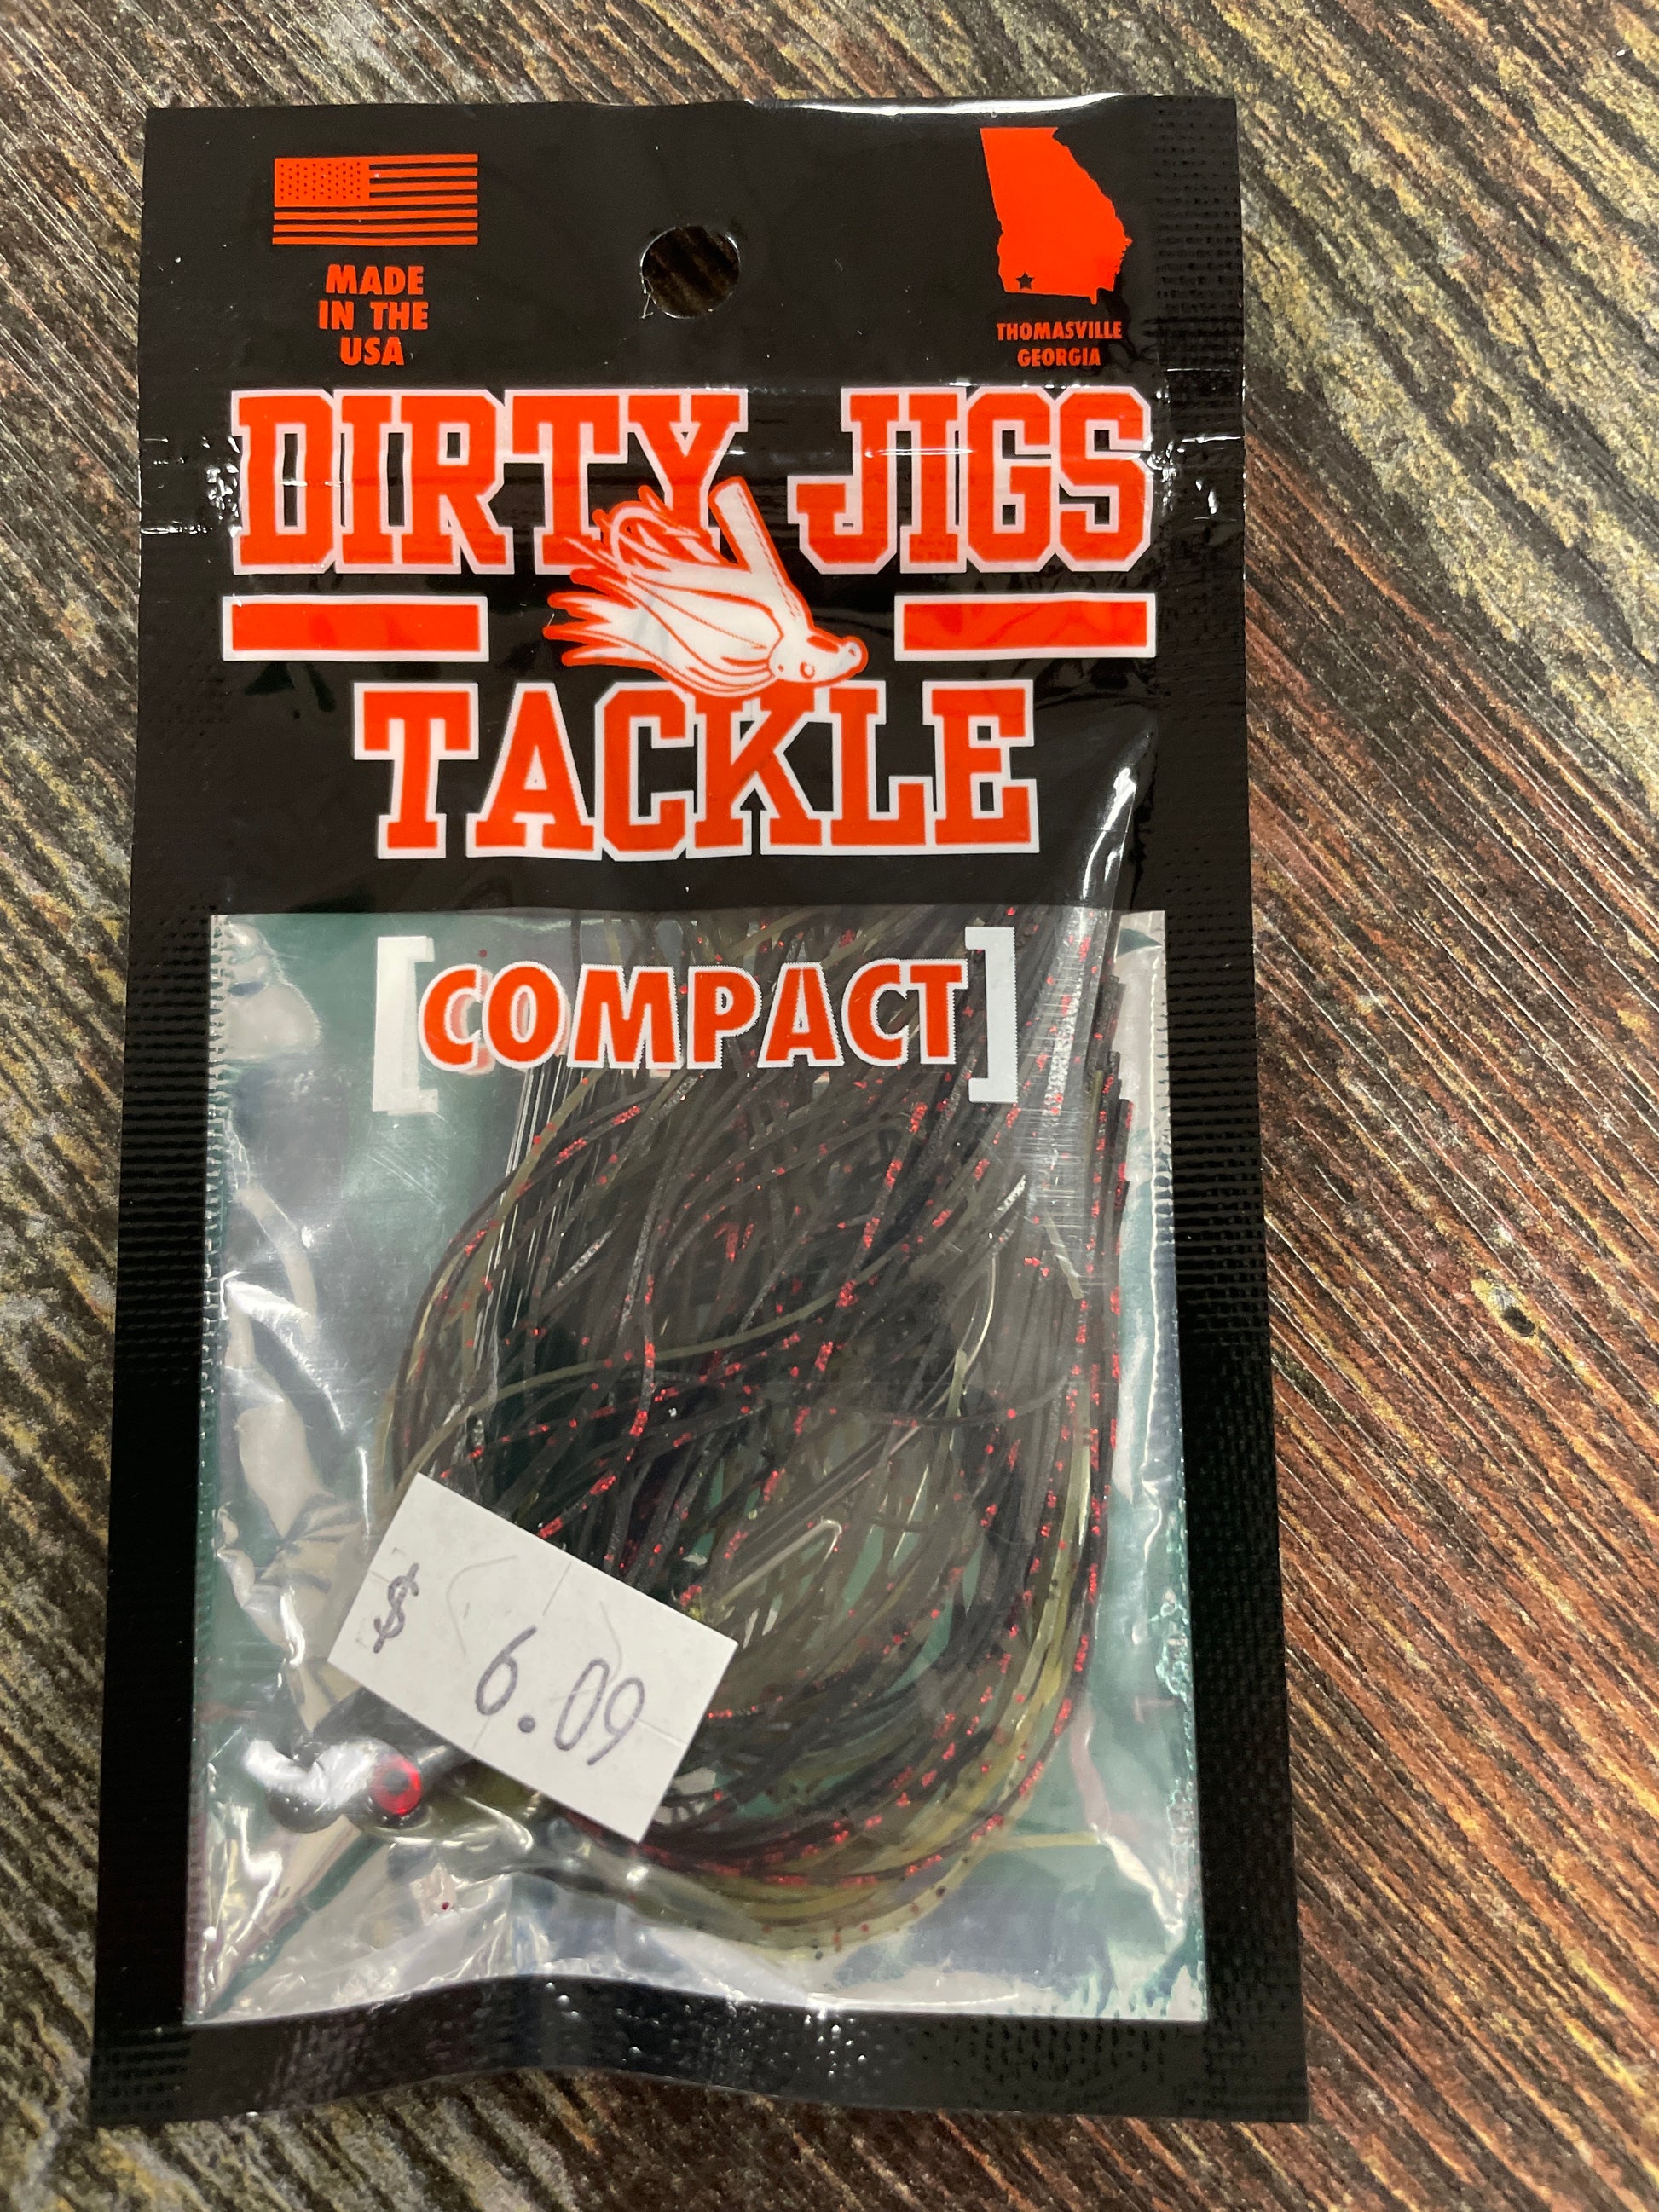 MADE
IN THE
USA
THOMASVILLE
GEORGIA
DIRTY JIGS
TACKLE
[COMPACT]
$ 6.09